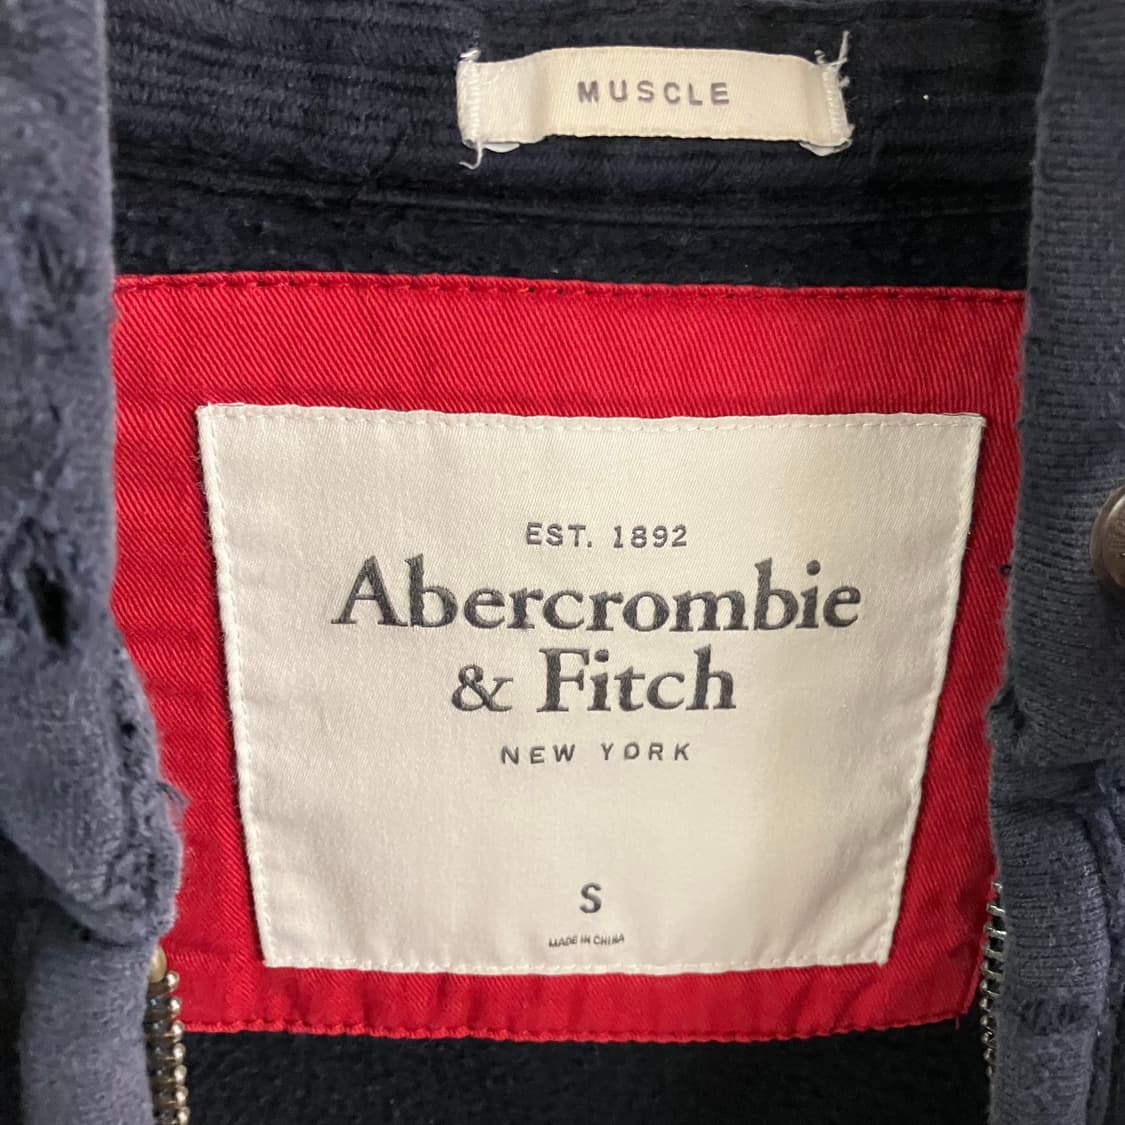 MUSCLE
EST. 1892
Abercrombie
& Fitch
NEW YORK
S
MADE IN CHINA